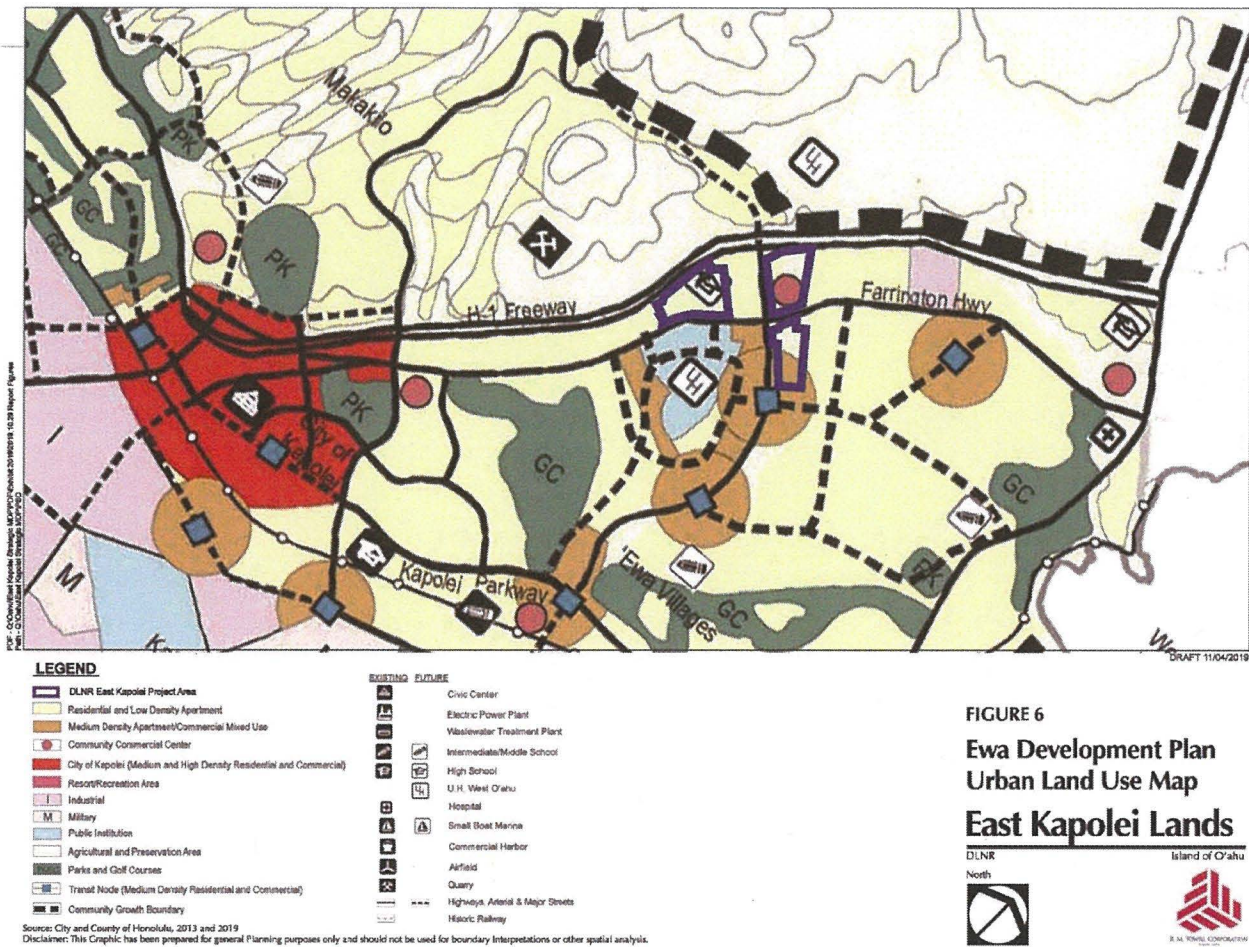 Makakilo
PK
GC
GC
PK
H-1 Freeway
Farrington Hwy
UH
UH
PK
City of
Kapolei
GC
GC
I
M
Kapolei Parkway
'Ewa Villages
GC
PK
Ka
We
DRAFT 11/04/2019
LEGEND
DLNR East Kapolei Project Area
Residential and Low Density Apartment
Medium Density Apartment/Commercial Mixed Use
Community Commercial Center
City of Kapolei (Medium and High Density Residential and Commercial)
Resort/Recreation Area
I Industrial
M Military
Public Institution
Agricultural and Preservation Area
Parks and Golf Courses
Transit Node (Medium Density Residential and Commercial)
Community Growth Boundary
EXISTING FUTURE
Civic Center
Electric Power Plant
Wastewater Treatment Plant
Intermediate/Middle School
High School
UH U.H. West O'ahu
Hospital
Small Boat Marina
Commercial Harbor
Airfield
Quarry
Highways, Arterial & Major Streets
Historic Railway
Source: City and County of Honolulu, 2013 and 2019
Disclaimer: This Graphic has been prepared for general Planning purposes only and should not be used for boundary interpretations or other spatial analysis.
FIGURE 6
Ewa Development Plan
Urban Land Use Map
East Kapolei Lands
DLNR Island of O'ahu
North
R. M. TOWILL CORPORATION